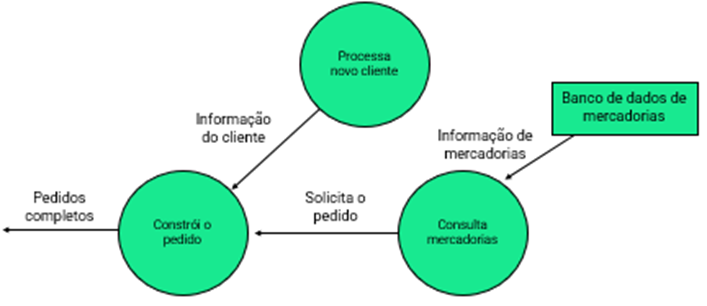 Processa
novo cliente
Banco de dados de
mercadorias
Informação
do cliente
Informação de
mercadorias
Pedidos
completos
Constrói o
pedido
Solicita o
pedido
Consulta
mercadorias